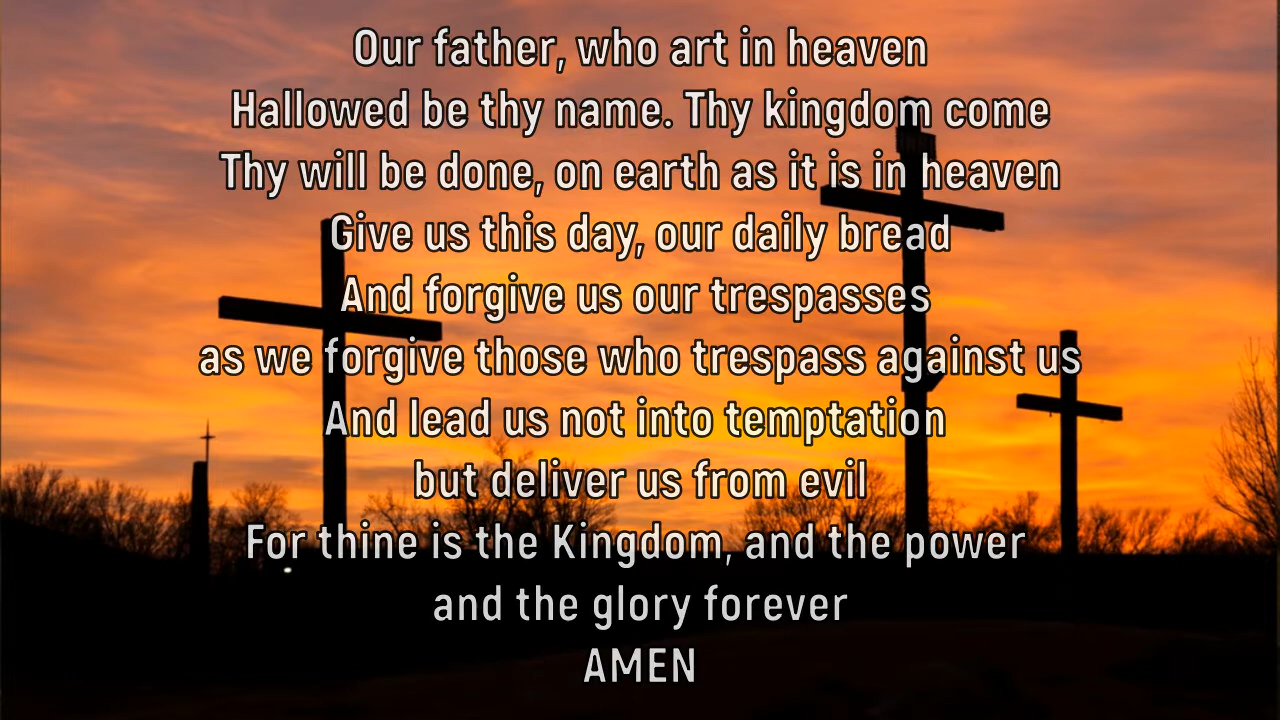 Our father, who art in heaven
Hallowed be thy name. Thy kingdom come
Thy will be done, on earth as it is in heaven
Give us this day, our daily bread
And forgive us our trespasses
as we forgive those who trespass against us
And lead us not into temptation
but deliver us from evil
For thine is the Kingdom, and the power
and the glory forever
AMEN